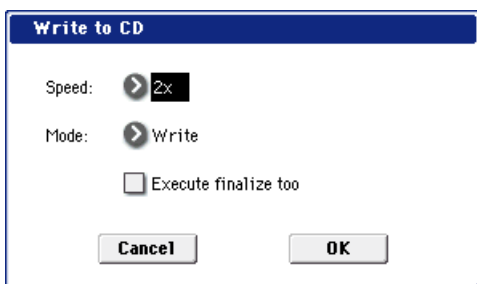 Write to CD
Speed: 2x
Mode: Write
Execute finalize too
Cancel OK